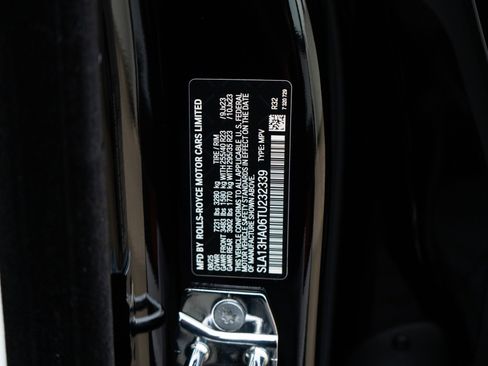 MFD BY ROLLS-ROYCE MOTOR CARS LIMITED
08/25 TIRE/RIM
GVWR 7231 lbs 3280 kg
GAWR FRONT 3483 lbs 1580 kg WITH 255/40 R23 /9Jx23
GAWR REAR 3902 lbs 1770 kg WITH 295/35 R23 /10Jx23
THIS VEHICLE CONFORMS TO ALL APPLICABLE U.S. FEDERAL
MOTOR VEHICLE SAFETY STANDARDS IN EFFECT ON THE DATE
OF MANUFACTURE SHOWN ABOVE.
SLA13HA06TU232339 TYPE: MPV
R32
7 320 729